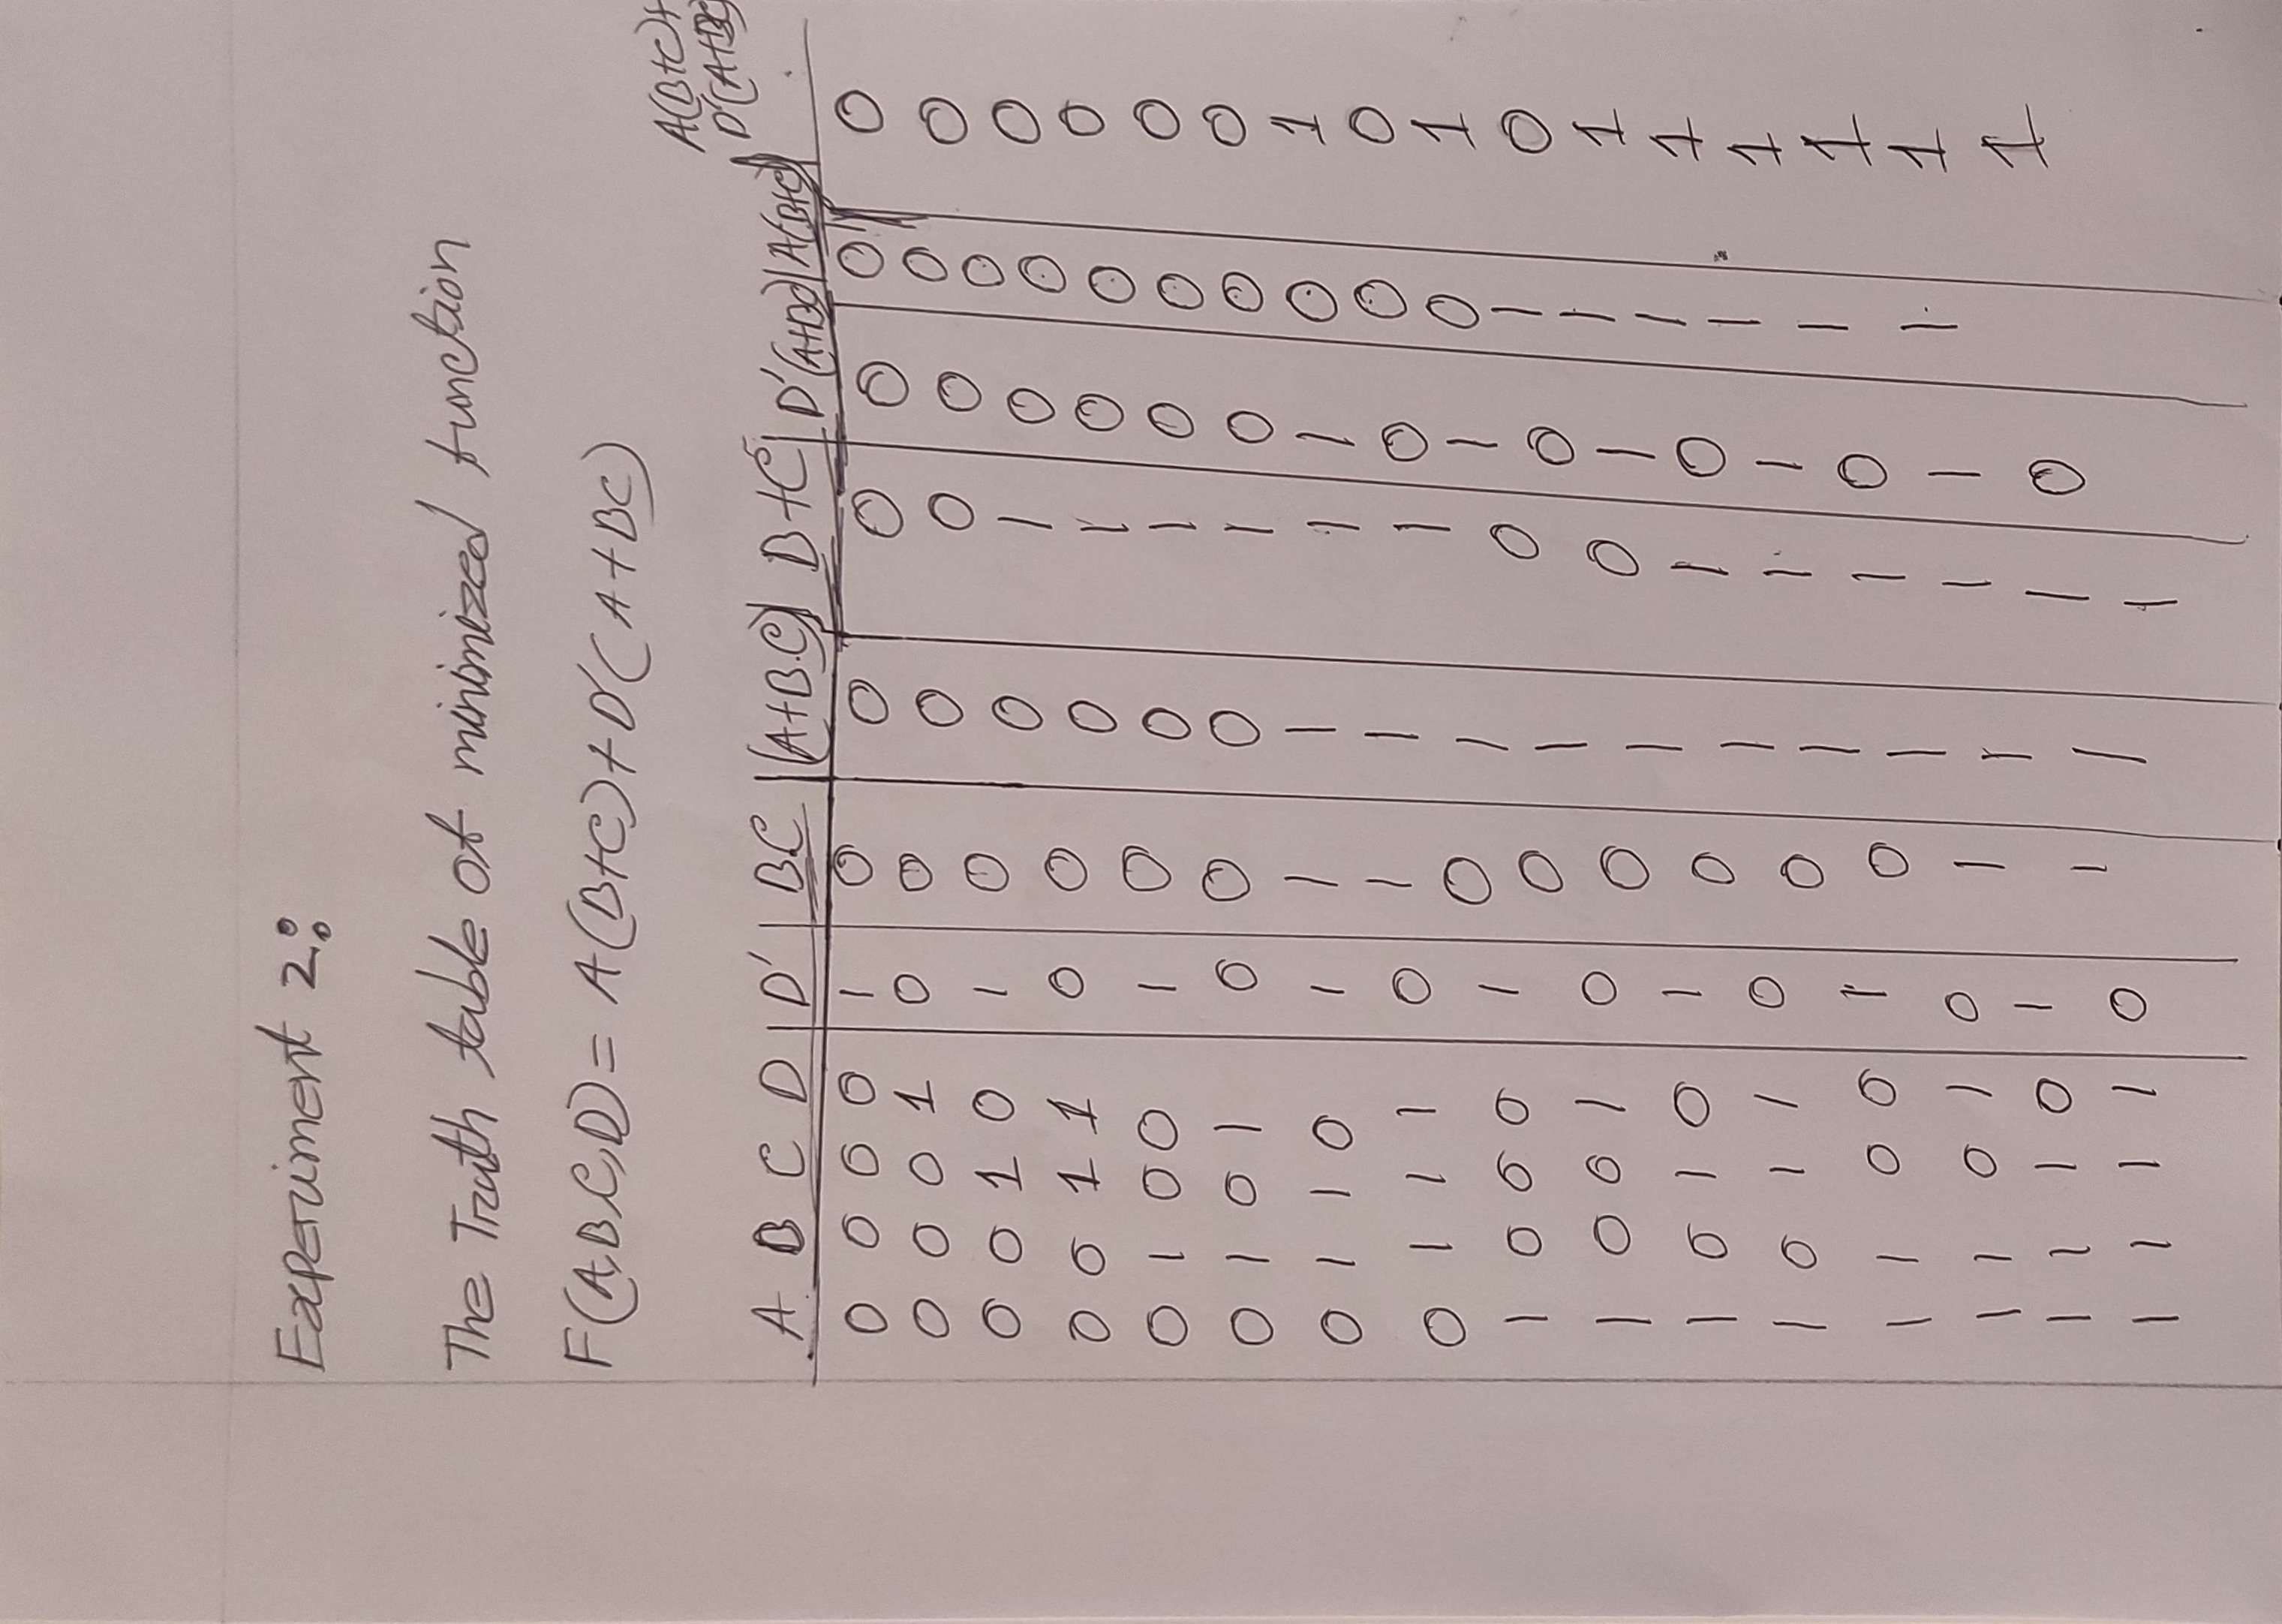 Experiment 2:
The Truth table of minimized function
F(A,B,C,D) = A(B+C)+D'(A+BC)
A B C D | D' | B.C | (A+B.C) | B+C | D'(A+BC) | A(B+C) | A(B+C)+ D'(A+BC)
0 0 0 0 1 0 0 0 0 0 0
0 0 0 1 0 0 0 0 0 0 0
0 0 1 0 1 0 0 1 0 0 0
0 0 1 1 0 0 0 1 0 0 0
0 1 0 0 1 0 0 1 0 0 0
0 1 0 1 0 0 0 1 0 0 0
0 1 1 0 1 1 1 1 1 0 1
0 1 1 1 0 1 1 1 0 0 0
1 0 0 0 1 0 1 0 1 0 1
1 0 0 1 0 0 1 0 0 0 0
1 0 1 0 1 0 1 1 1 1 1
1 0 1 1 0 0 1 1 0 1 1
1 1 0 0 1 0 1 1 1 1 1
1 1 0 1 0 0 1 1 0 1 1
1 1 1 0 1 1 1 1 1 1 1
1 1 1 1 0 1 1 1 0 1 1